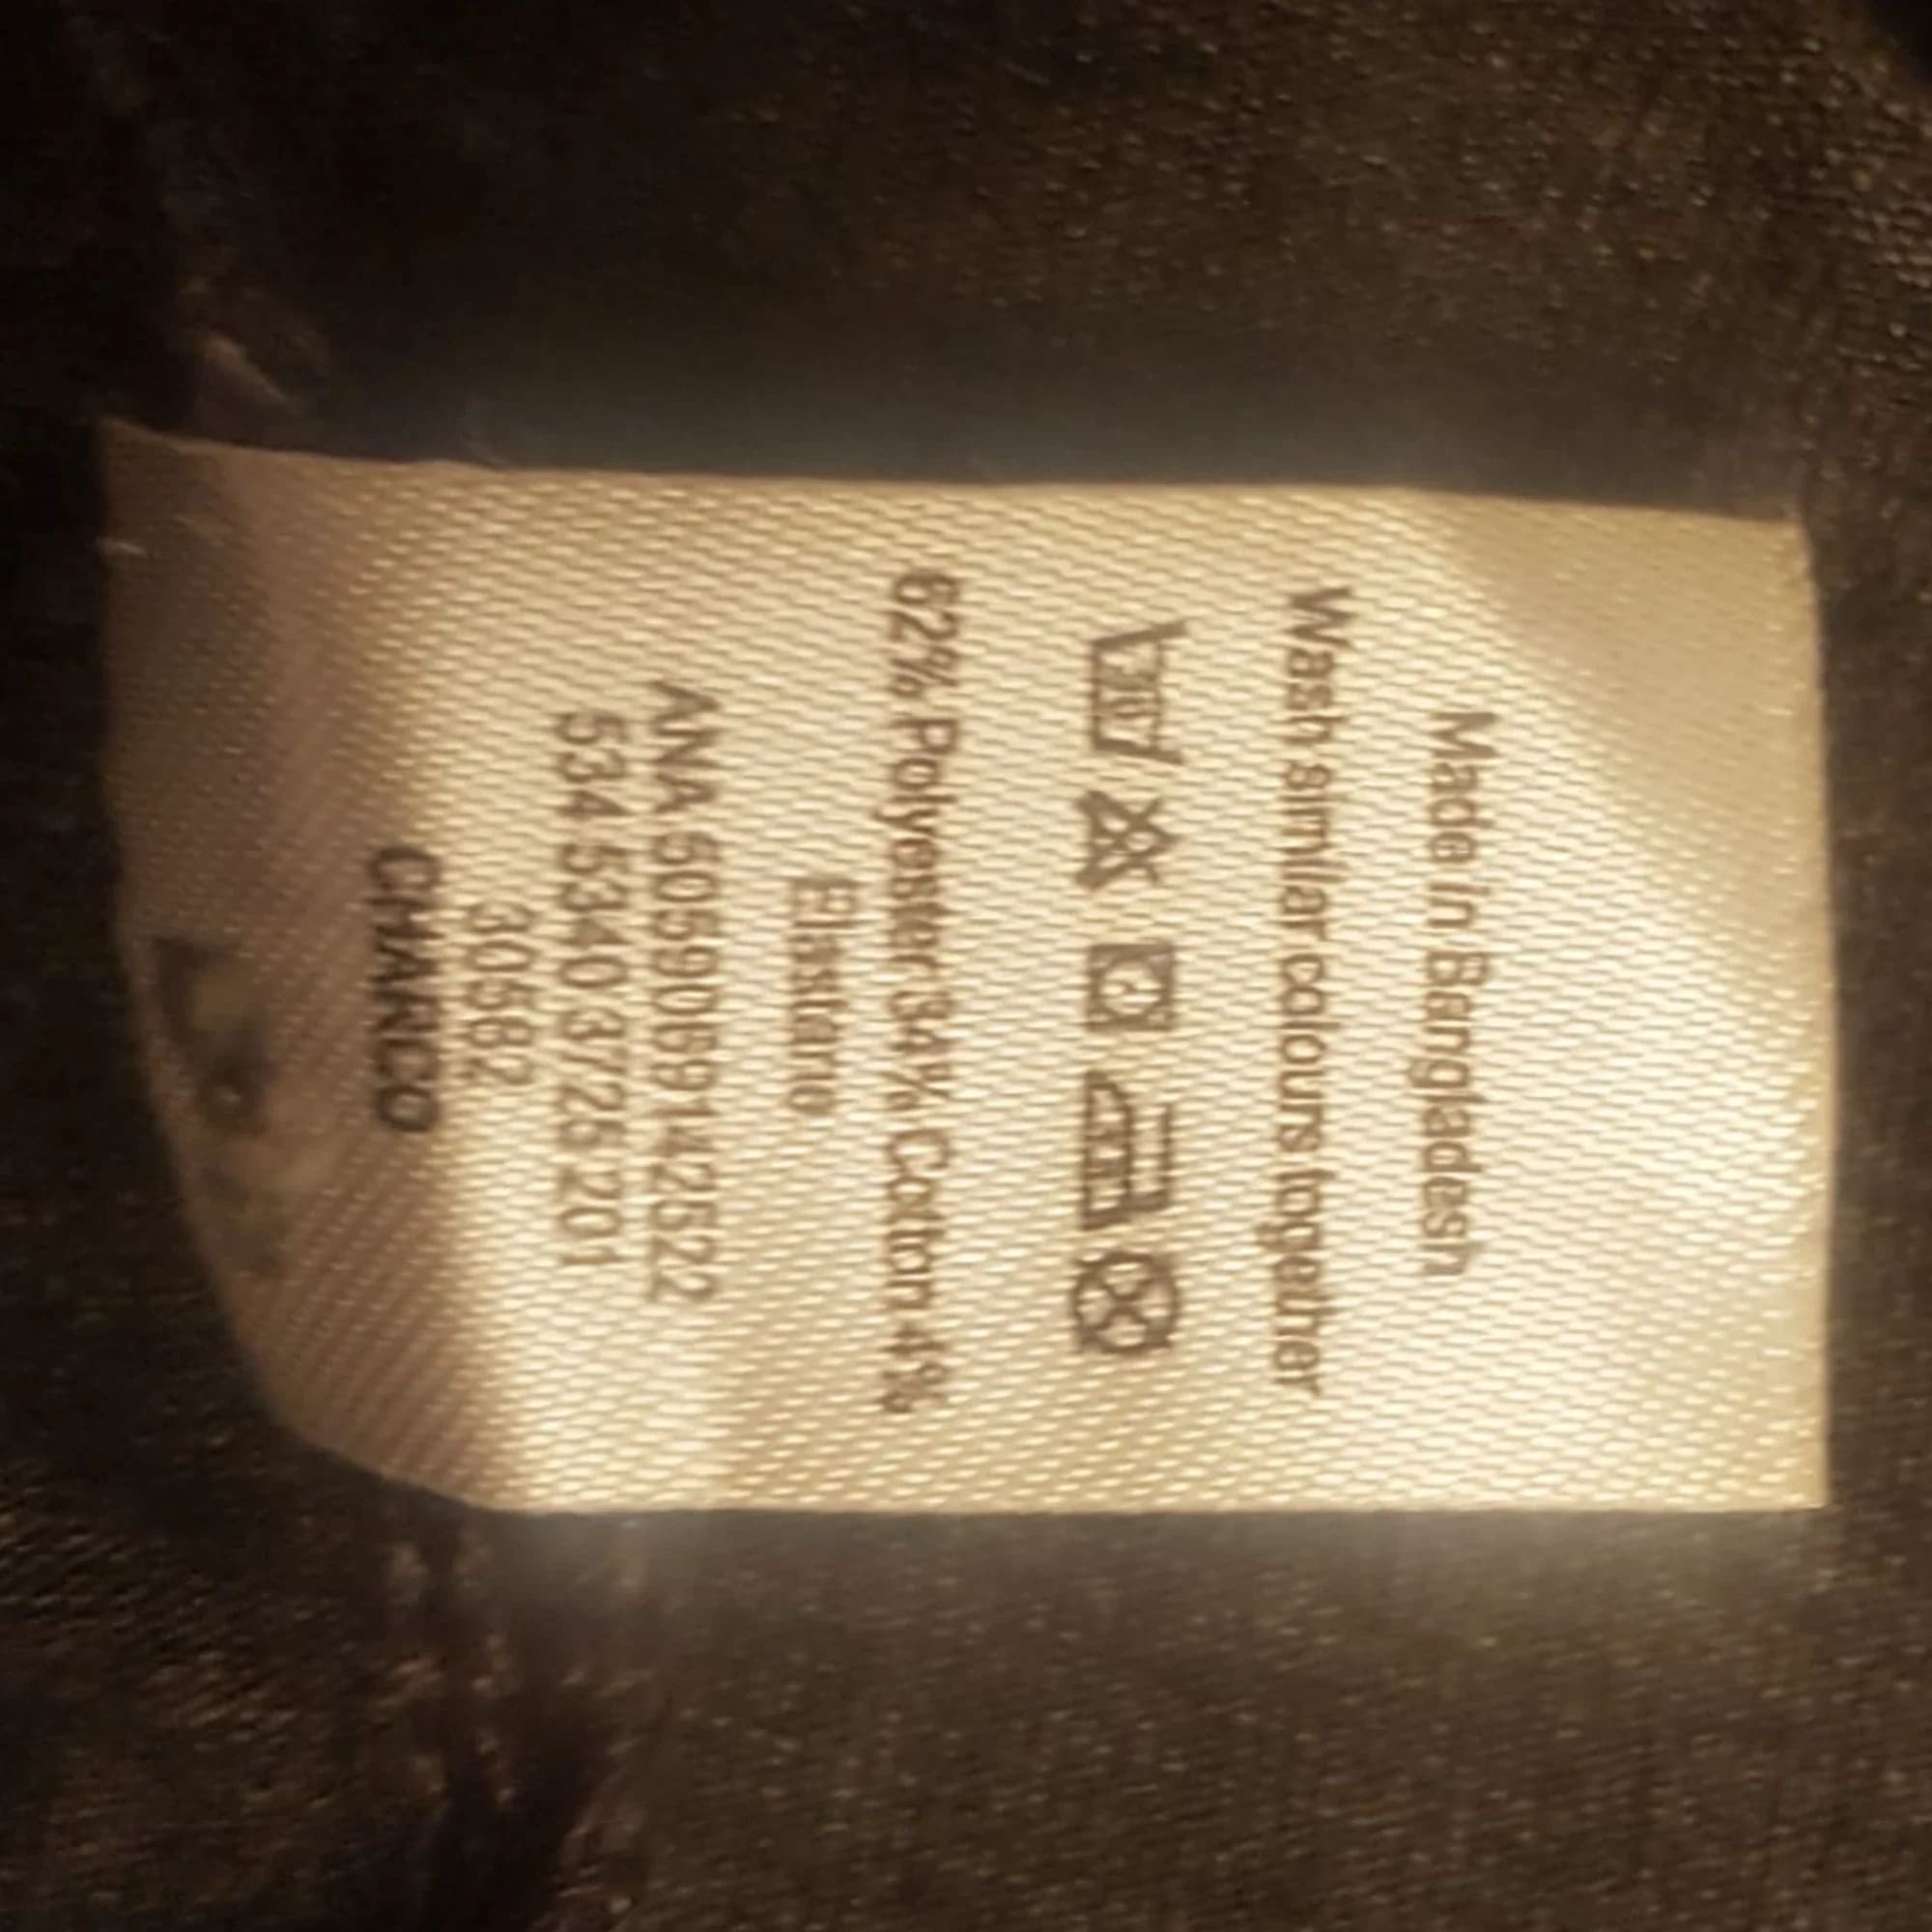 Made in Bangladesh
Wash similar colours together
62% Polyester 34% Cotton 4%
Elastane
ANA 5059069142522
534 5340 3725 201
30582
CHARCO